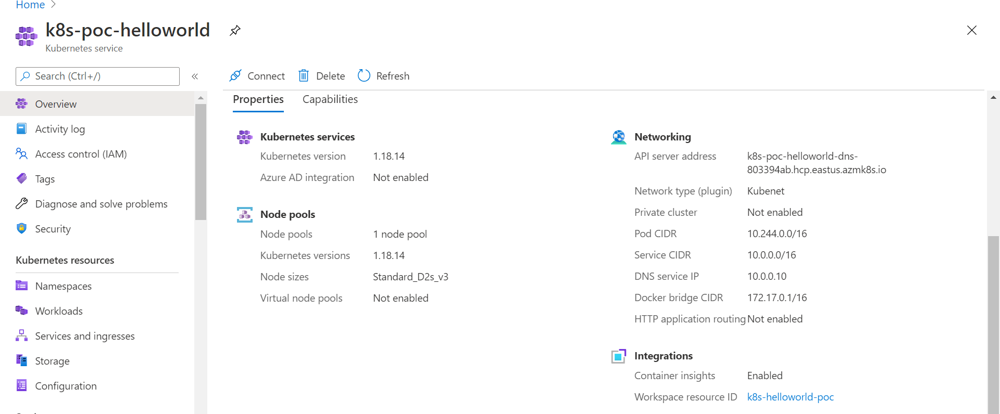 Home
k8s-poc-helloworld
Kubernetes service
Search (Ctrl+/)
Overview
Activity log
Access control (IAM)
Tags
Diagnose and solve problems
Security
Kubernetes resources
Namespaces
Workloads
Services and ingresses
Storage
Configuration
Connect Delete Refresh
Properties Capabilities
Kubernetes services
Kubernetes version 1.18.14
Azure AD integration Not enabled
Node pools
Node pools 1 node pool
Kubernetes versions 1.18.14
Node sizes Standard_D2s_v3
Virtual node pools Not enabled
Networking
API server address k8s-poc-helloworld-dns-
803394ab.hcp.eastus.azmk8s.io
Network type (plugin) Kubenet
Private cluster Not enabled
Pod CIDR 10.244.0.0/16
Service CIDR 10.0.0.0/16
DNS service IP 10.0.0.10
Docker bridge CIDR 172.17.0.1/16
HTTP application routing Not enabled
Integrations
Container insights Enabled
Workspace resource ID k8s-helloworld-poc